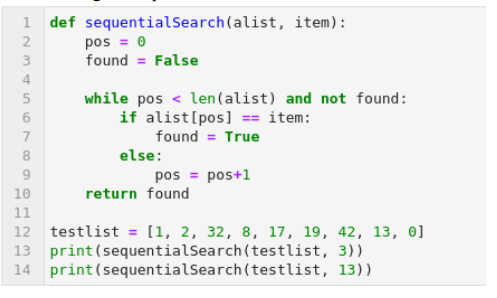 1 def sequentialSearch(alist, item):
2     pos = 0
3     found = False
4
5     while pos < len(alist) and not found:
6         if alist[pos] == item:
7             found = True
8         else:
9             pos = pos+1
10     return found
11
12 testlist = [1, 2, 32, 8, 17, 19, 42, 13, 0]
13 print(sequentialSearch(testlist, 3))
14 print(sequentialSearch(testlist, 13))